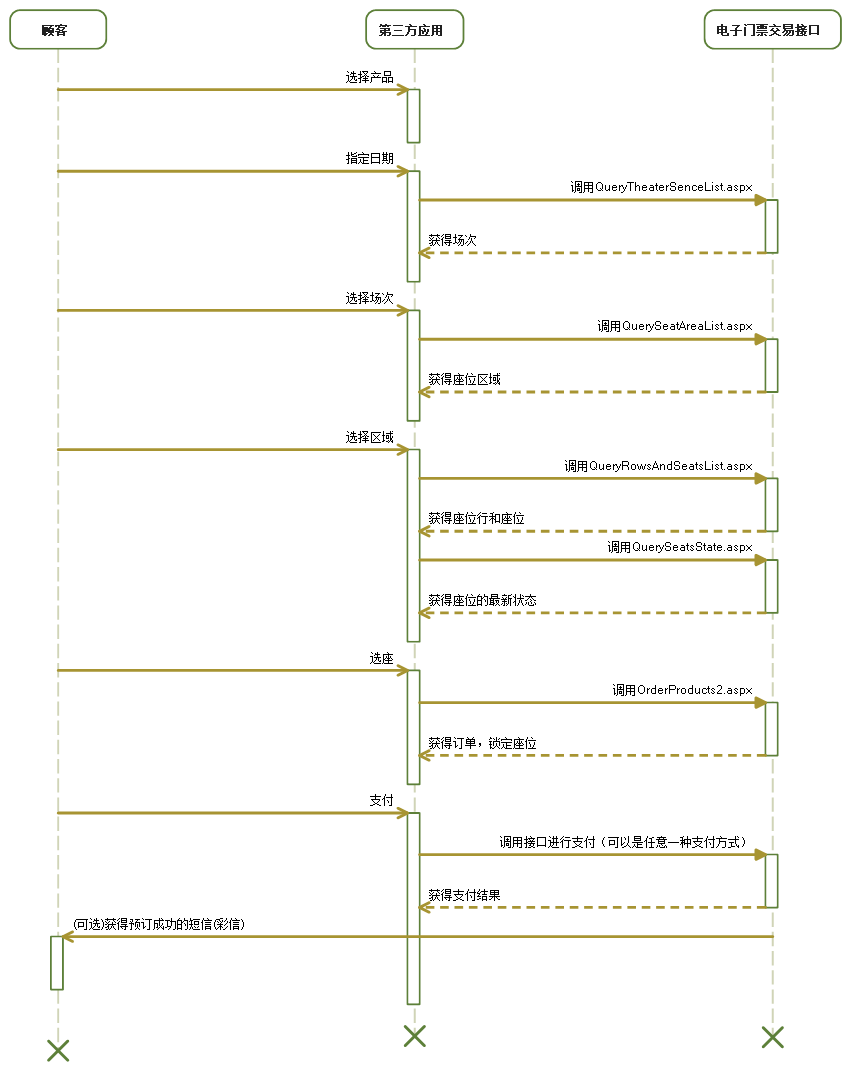 顾客
第三方应用
电子门票交易接口
选择产品
指定日期
调用QueryTheaterSenceList.aspx
获得场次
选择场次
调用QuerySeatAreaList.aspx
获得座位区域
选择区域
调用QueryRowsAndSeatsList.aspx
获得座位行和座位
调用QuerySeatsState.aspx
获得座位的最新状态
选座
调用OrderProducts2.aspx
获得订单，锁定座位
支付
调用接口进行支付（可以是任意一种支付方式）
获得支付结果
(可选)获得预订成功的短信(彩信)